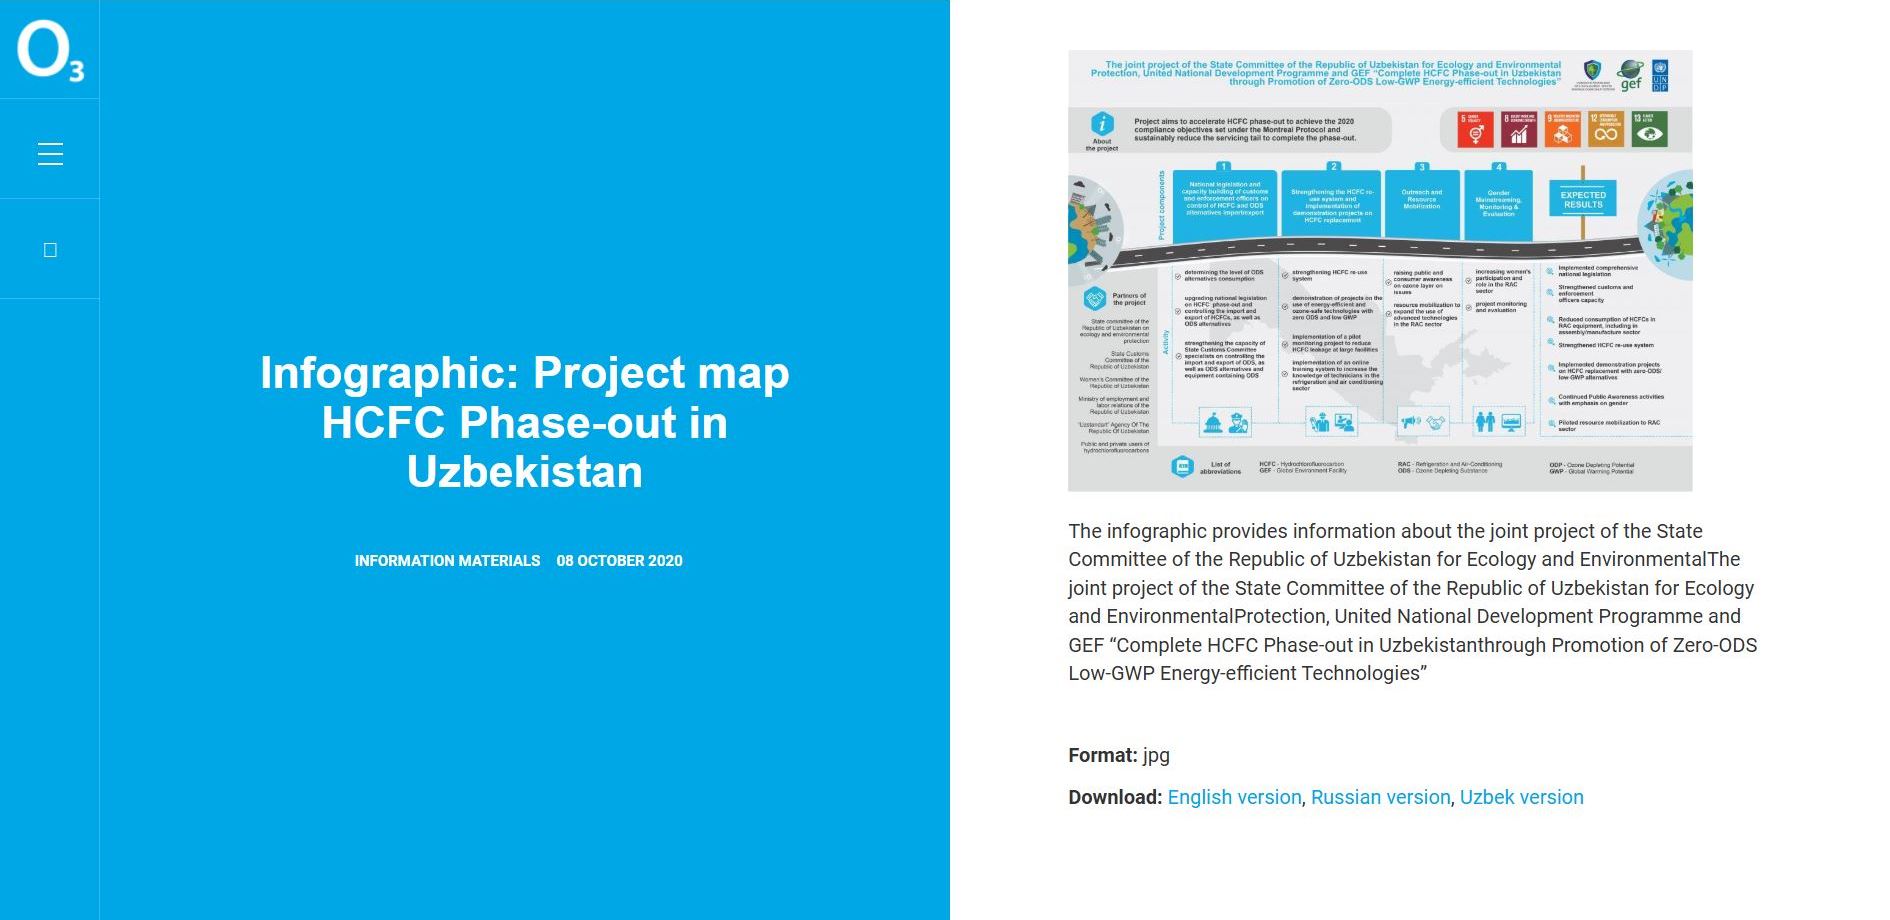 O3
Infographic: Project map
HCFC Phase-out in
Uzbekistan
INFORMATION MATERIALS 08 OCTOBER 2020
The joint project of the State Committee of the Republic of Uzbekistan for Ecology and Environmental
Protection, United National Development Programme and GEF "Complete HCFC Phase-out in Uzbekistan
through Promotion of Zero-ODS Low-GWP Energy-efficient Technologies"
gef
UN
DP
About
the project
Project aims to accelerate HCFC phase-out to achieve the 2020
compliance objectives set under the Montreal Protocol and
sustainably reduce the servicing tail to complete the phase-out.
5
8
9
12
13
Project components
1
National legislation and
capacity building of customs
and enforcement officers on
control of HCFC and ODS
alternatives import/export
2
Strengthening the HCFC re-
use system and
implementation of
demonstration projects on
HCFC replacement
3
Outreach and
Resource
Mobilization
4
Gender
Mainstreaming,
Monitoring &
Evaluation
EXPECTED
RESULTS
Partners of
the project
State committee of the
Republic of Uzbekistan on
ecology and environmental
protection
State Customs
Committee of the
Republic of Uzbekistan
Women's Committee of the
Republic of Uzbekistan
Ministry of employment and
labor relations of the
Republic of Uzbekistan
"Uzstandart" Agency Of The
Republic Of Uzbekistan
Public and private users of
hydrochlorofluorocarbons
Activity
determining the level of ODS
alternatives consumption
upgrading national legislation
on HCFC phase-out and
controlling the import and
export of HCFCs, as well as
ODS alternatives
strengthening the capacity of
State Customs Committee
specialists on controlling the
import and export of ODS, as
well as ODS alternatives and
equipment containing ODS
strengthening HCFC re-use
system
demonstration of projects on the
use of energy-efficient and
ozone-safe technologies with
zero ODS and low GWP
Implementation of a pilot
monitoring project to reduce
HCFC leakage at large facilities
implementation of an online
training system to increase the
knowledge of technicians in the
refrigeration and air conditioning
sector
raising public and
consumer awareness
on ozone layer on
issues
resource mobilization to
expand the use of
advanced technologies
in the RAC sector
increasing women's
participation and
role in the RAC
sector
project monitoring
and evaluation
Implemented comprehensive
national legislation
Strengthened customs and
enforcement
officers capacity
Reduced consumption of HCFCs in
RAC equipment, including in
assembly/manufacture sector
Strengthened HCFC re-use system
Implemented demonstration projects
on HCFC replacement with zero-ODS/
low-GWP alternatives
Continued Public Awareness activities
with emphasis on gender
Piloted resource mobilization to RAC
sector
List of
abbreviations
HCFC - Hydrochlorofluorocarbon
GEF - Global Environment Facility
RAC - Refrigeration and Air-Conditioning
ODS - Ozone Depleting Substance
ODP - Ozone Depleting Potential
GWP - Global Warming Potential
The infographic provides information about the joint project of the State
Committee of the Republic of Uzbekistan for Ecology and EnvironmentalThe
joint project of the State Committee of the Republic of Uzbekistan for Ecology
and EnvironmentalProtection, United National Development Programme and
GEF “Complete HCFC Phase-out in Uzbekistanthrough Promotion of Zero-ODS
Low-GWP Energy-efficient Technologies”
Format: jpg
Download: English version, Russian version, Uzbek version